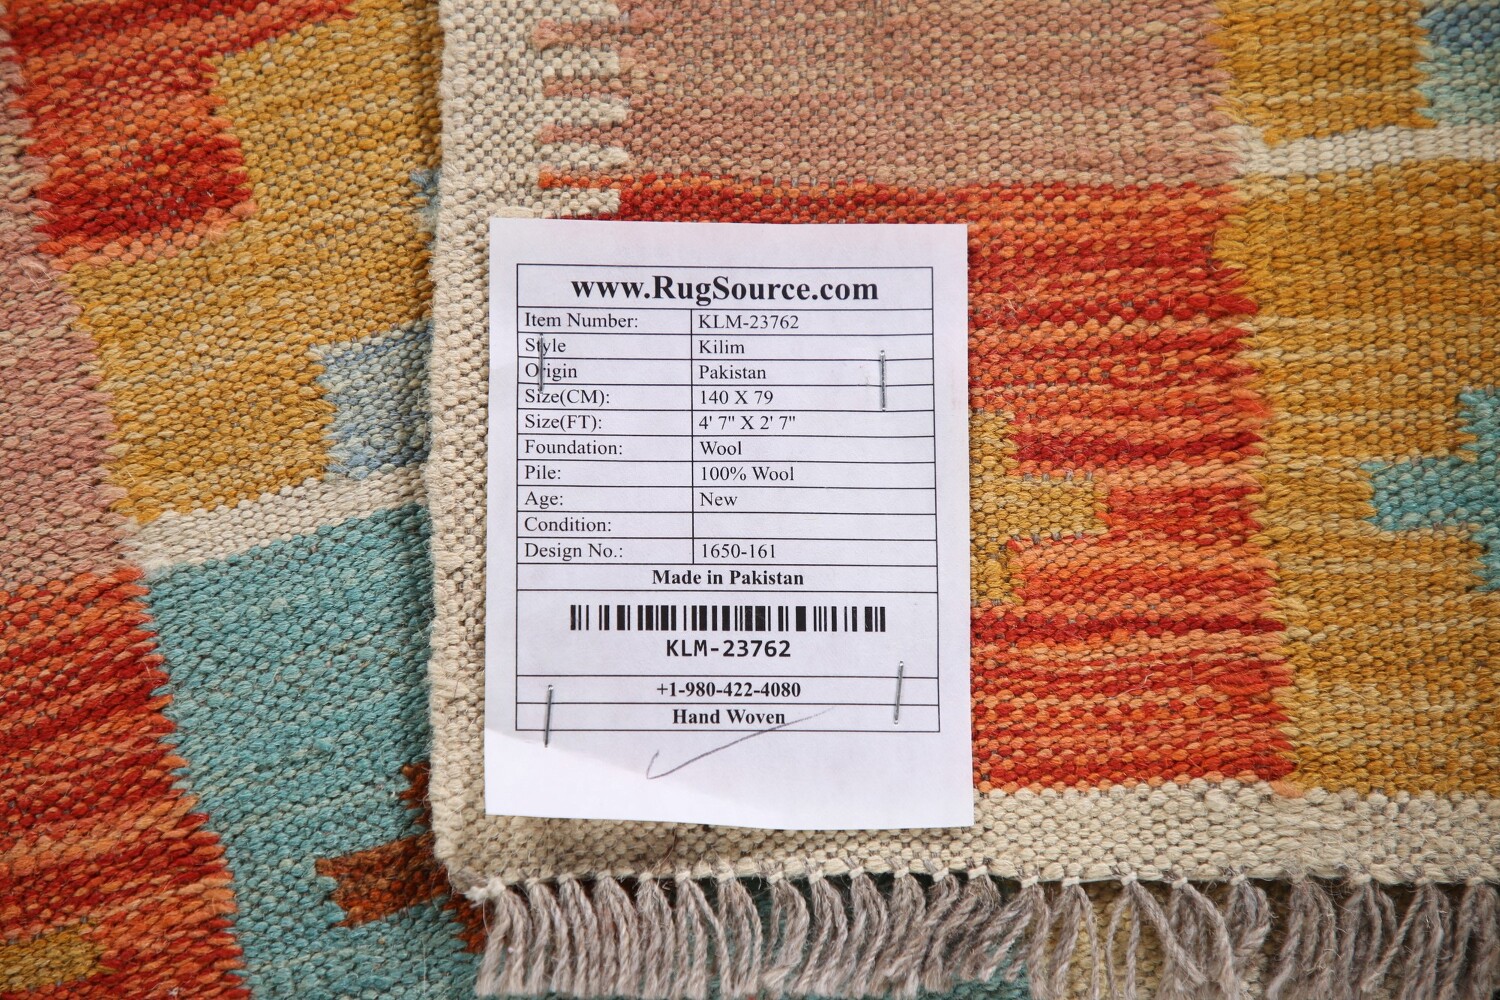 www.RugSource.com
Item Number: KLM-23762
Style Kilim
Origin Pakistan
Size(CM): 140 X 79
Size(FT): 4' 7" X 2' 7"
Foundation: Wool
Pile: 100% Wool
Age: New
Condition:
Design No.: 1650-161
Made in Pakistan
KLM-23762
+1-980-422-4080
Hand Woven